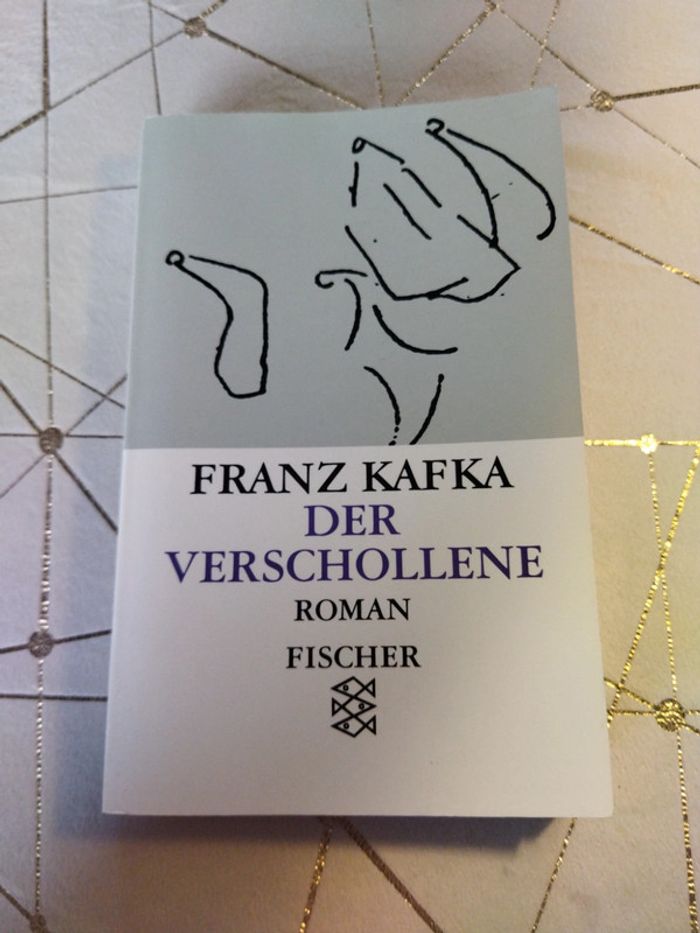 FRANZ KAFKA
DER
VERSCHOLLENE
ROMAN
FISCHER